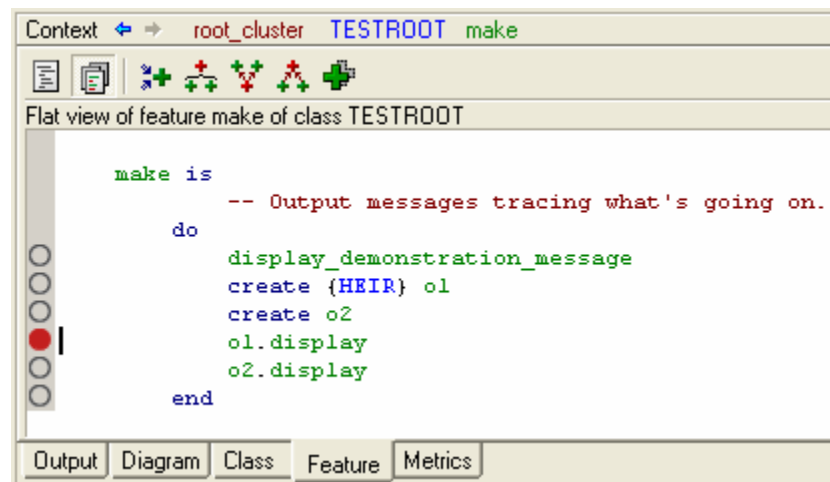 Context root_cluster TESTROOT make
Flat view of feature make of class TESTROOT
make is
-- Output messages tracing what's going on.
do
display_demonstration_message
create {HEIR} o1
create o2
o1.display
o2.display
end
Output Diagram Class Feature Metrics